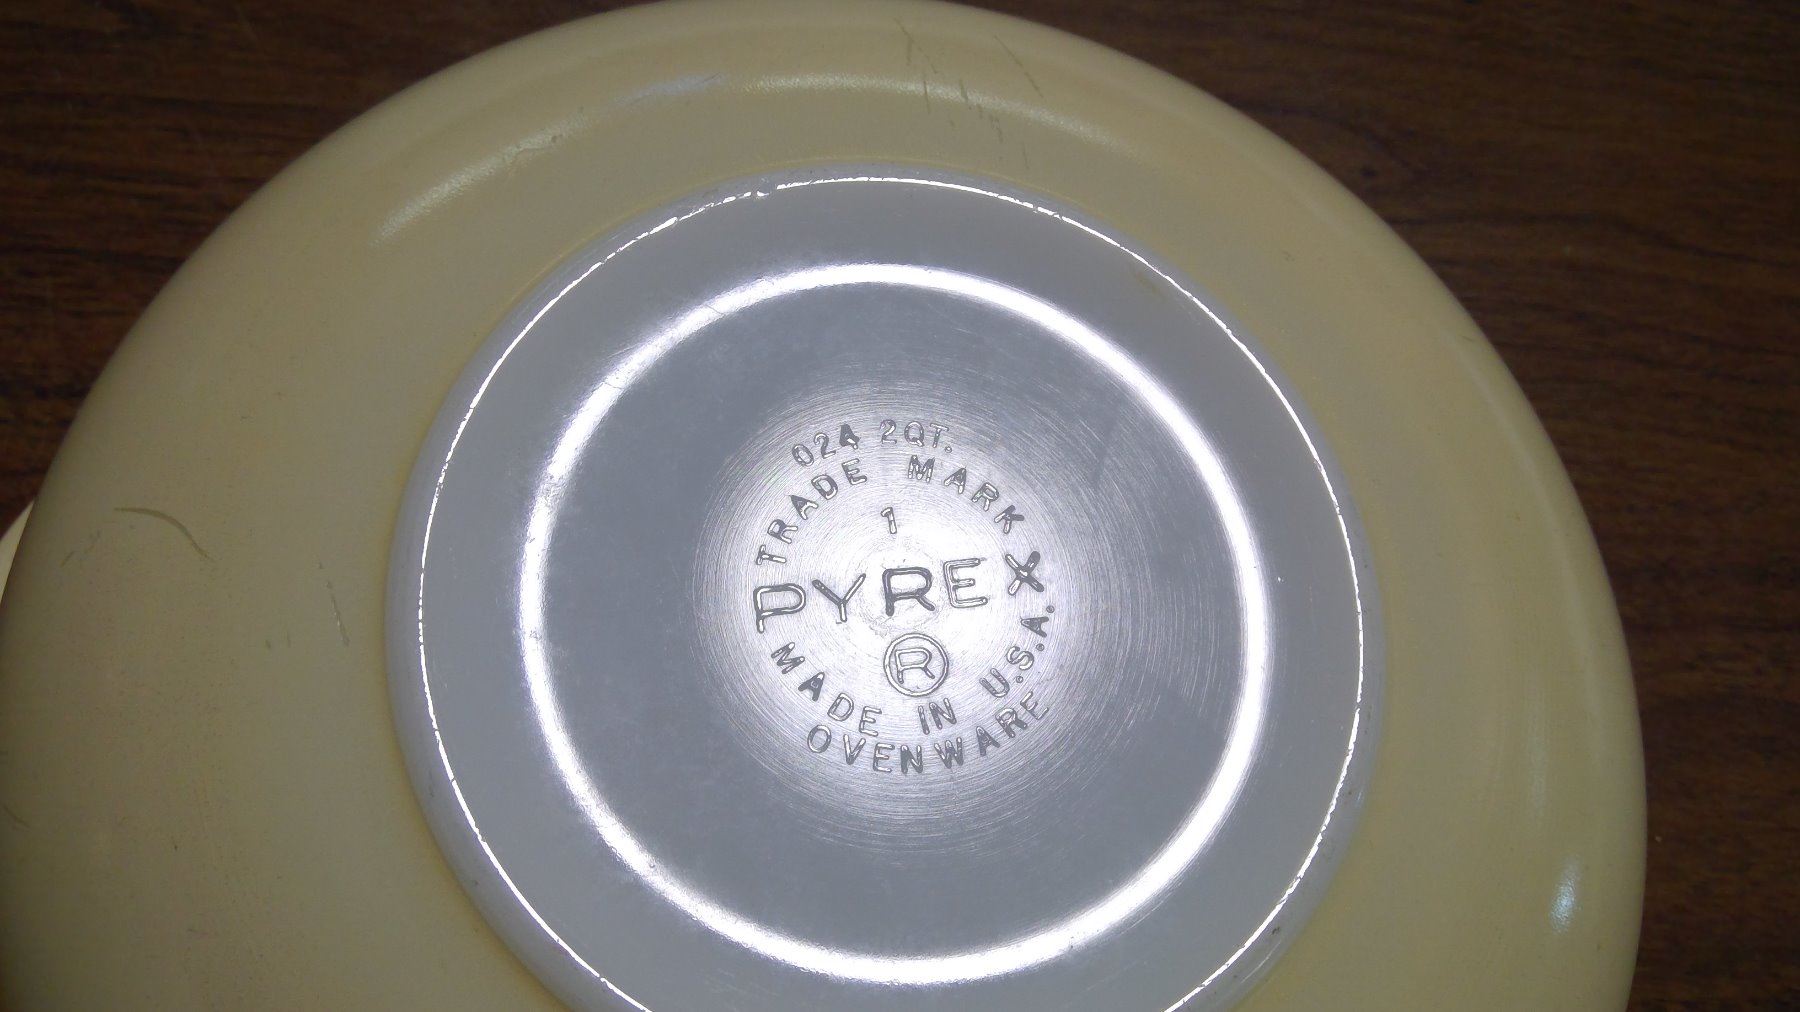 024 2QT.
TRADE MARK
1
PYREX
®
MADE IN U.S.A.
OVENWARE